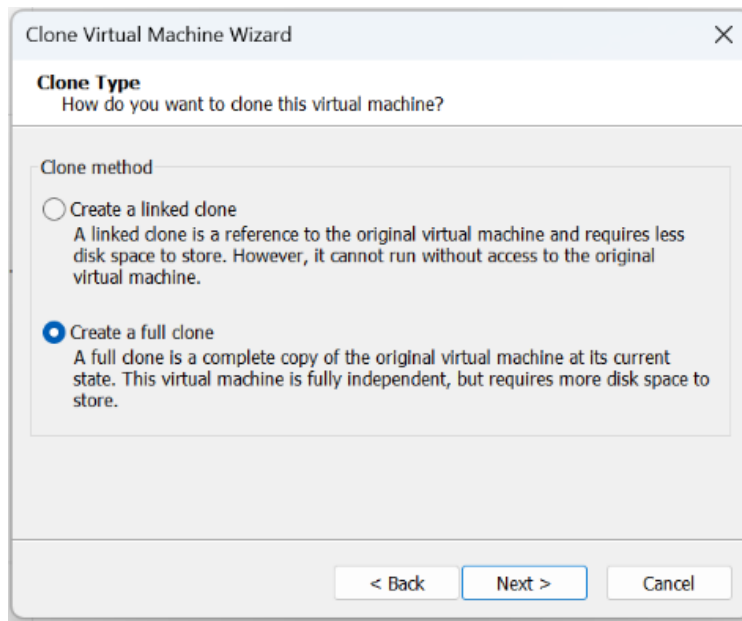 Clone Virtual Machine Wizard
Clone Type
How do you want to clone this virtual machine?
Clone method
Create a linked clone
A linked clone is a reference to the original virtual machine and requires less
disk space to store. However, it cannot run without access to the original
virtual machine.
Create a full clone
A full clone is a complete copy of the original virtual machine at its current
state. This virtual machine is fully independent, but requires more disk space to
store.
< Back
Next >
Cancel